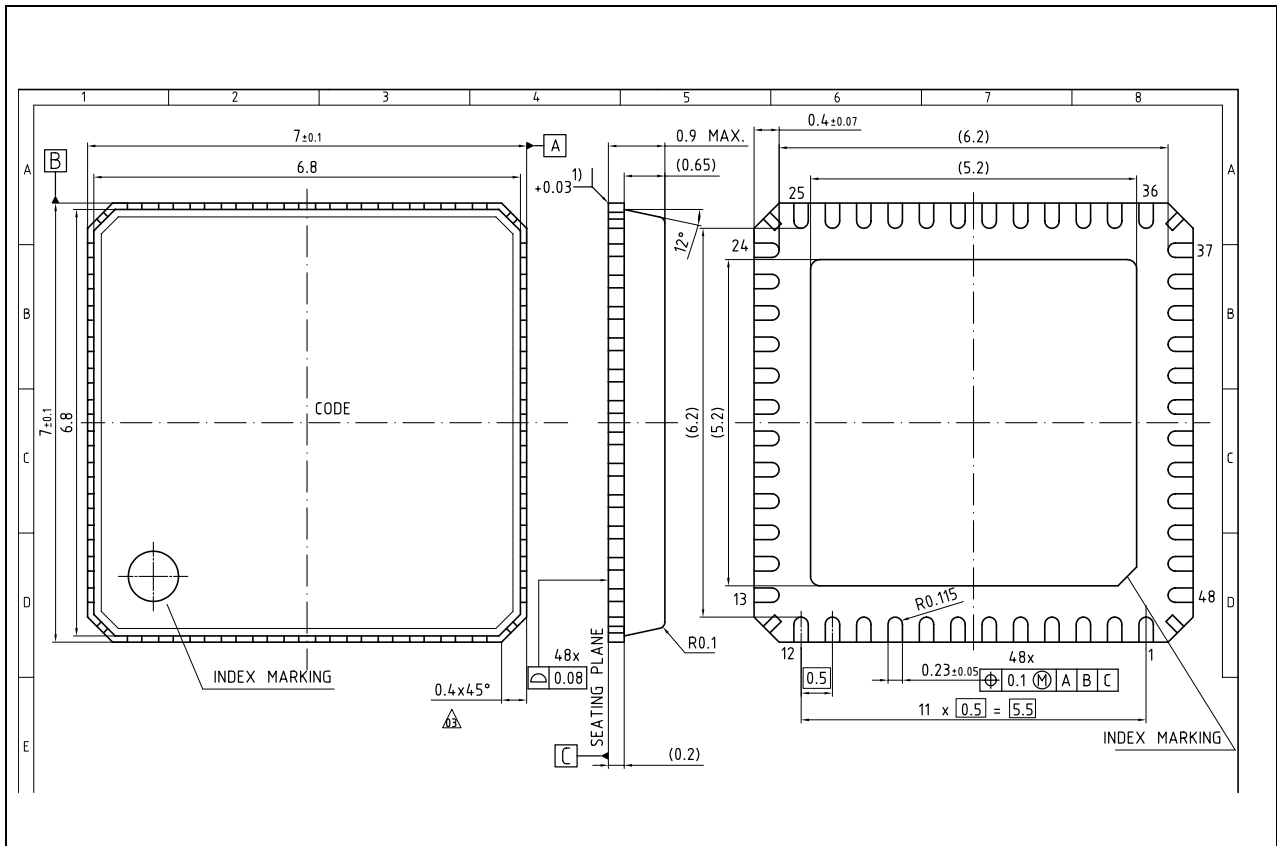 1 2 3 4 5 6 7 8
A
B
C
D
E
A
B
C
D
7±0.1
A
B
6.8
7±0.1
6.8
CODE
INDEX MARKING
0.4x45°
03
0.9 MAX.
(0.65)
1)
+0.03
12°
48x
0.08
SEATING PLANE
C
(0.2)
R0.1
0.4±0.07
(6.2)
(5.2)
25 36
24 37
(6.2)
(5.2)
13 48
12 1
R0.115
0.5
0.23±0.05
48x
0.1 Ⓜ A B C
11 x 0.5 = 5.5
INDEX MARKING